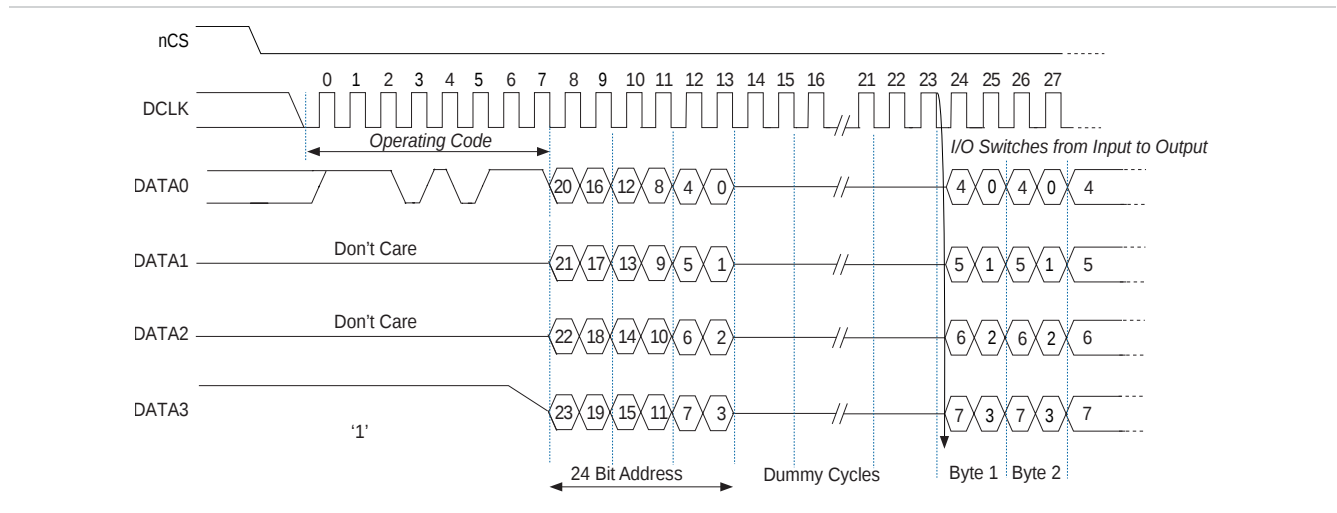 nCS
0 1 2 3 4 5 6 7 8 9 10 11 12 13 14 15 16 21 22 23 24 25 26 27
DCLK
Operating Code
I/O Switches from Input to Output
DATA0 20 16 12 8 4 0 4 0 4 0 4
Don't Care
DATA1 21 17 13 9 5 1 5 1 5 1 5
Don't Care
DATA2 22 18 14 10 6 2 6 2 6 2 6
DATA3 23 19 15 11 7 3 7 3 7 3 7
'1'
24 Bit Address Dummy Cycles Byte 1 Byte 2